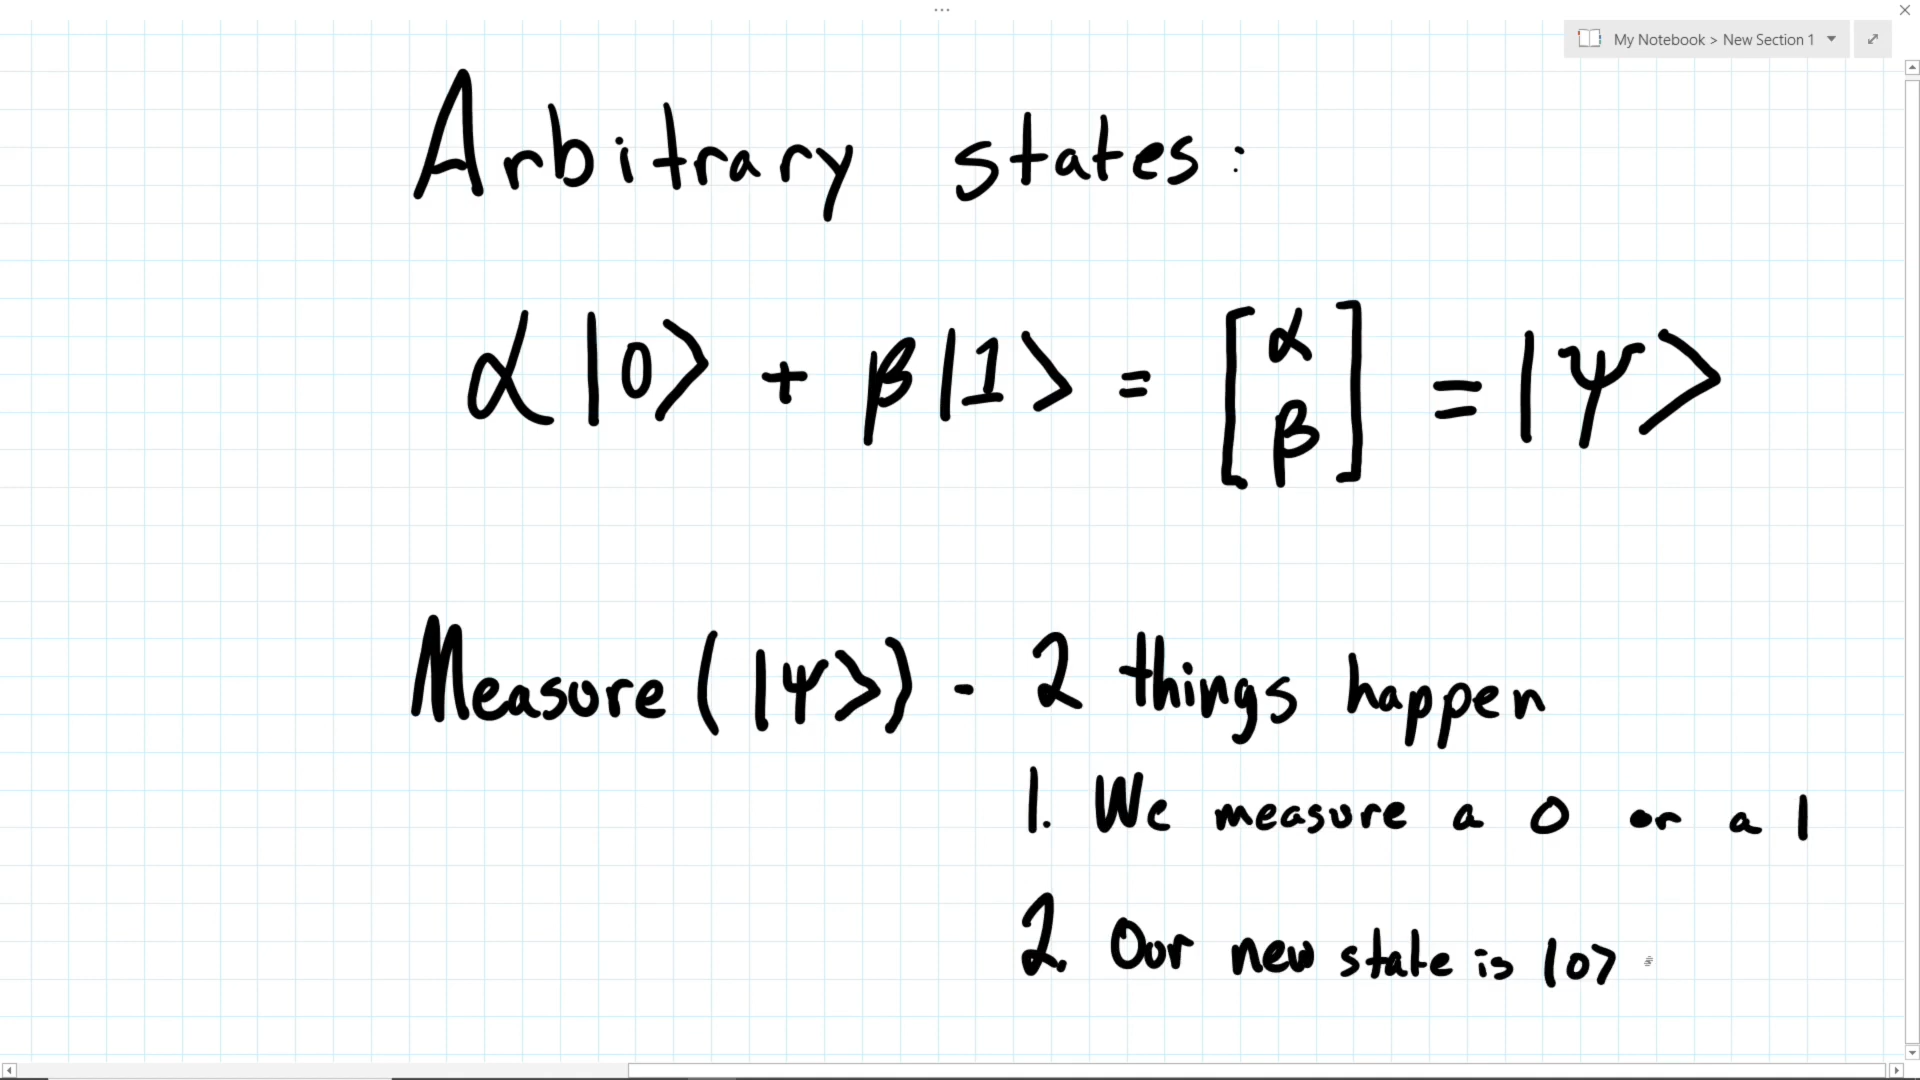 My Notebook > New Section 1
Arbitrary states:
α|0⟩ + β|1⟩ = [α β] = |ψ⟩
Measure(|ψ⟩) - 2 things happen
1. We measure a 0 or a 1
2. Our new state is |0⟩